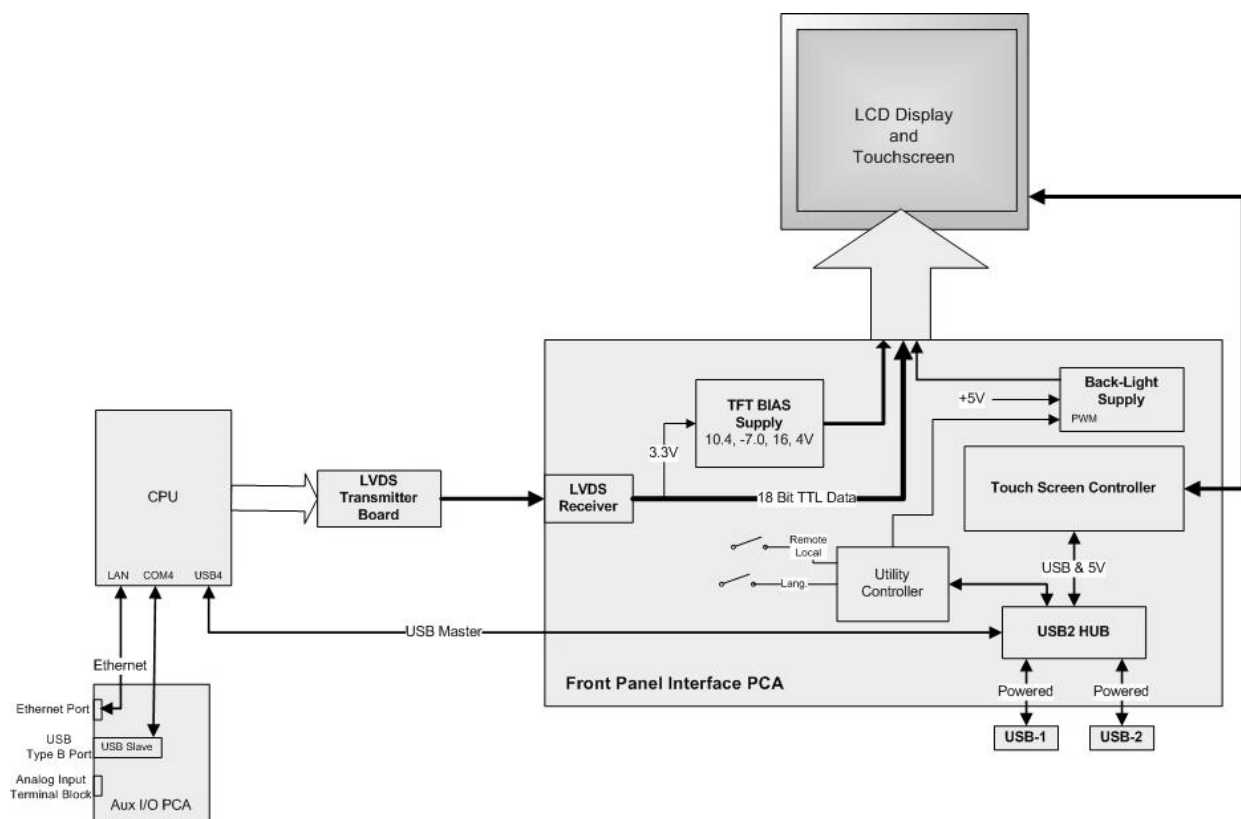 LCD Display
and
Touchscreen
Back-Light
Supply
+5V
PWM
TFT BIAS
Supply
10.4, -7.0, 16, 4V
3.3V
CPU
LVDS
Transmitter
Board
LVDS
Receiver
18 Bit TTL Data
Touch Screen Controller
Remote
Local
Lang.
Utility
Controller
USB & 5V
LAN COM4 USB4
USB Master
USB2 HUB
Ethernet
Front Panel Interface PCA
Powered Powered
Ethernet Port
USB-1 USB-2
USB
Type B Port
USB Slave
Analog Input
Terminal Block
Aux I/O PCA